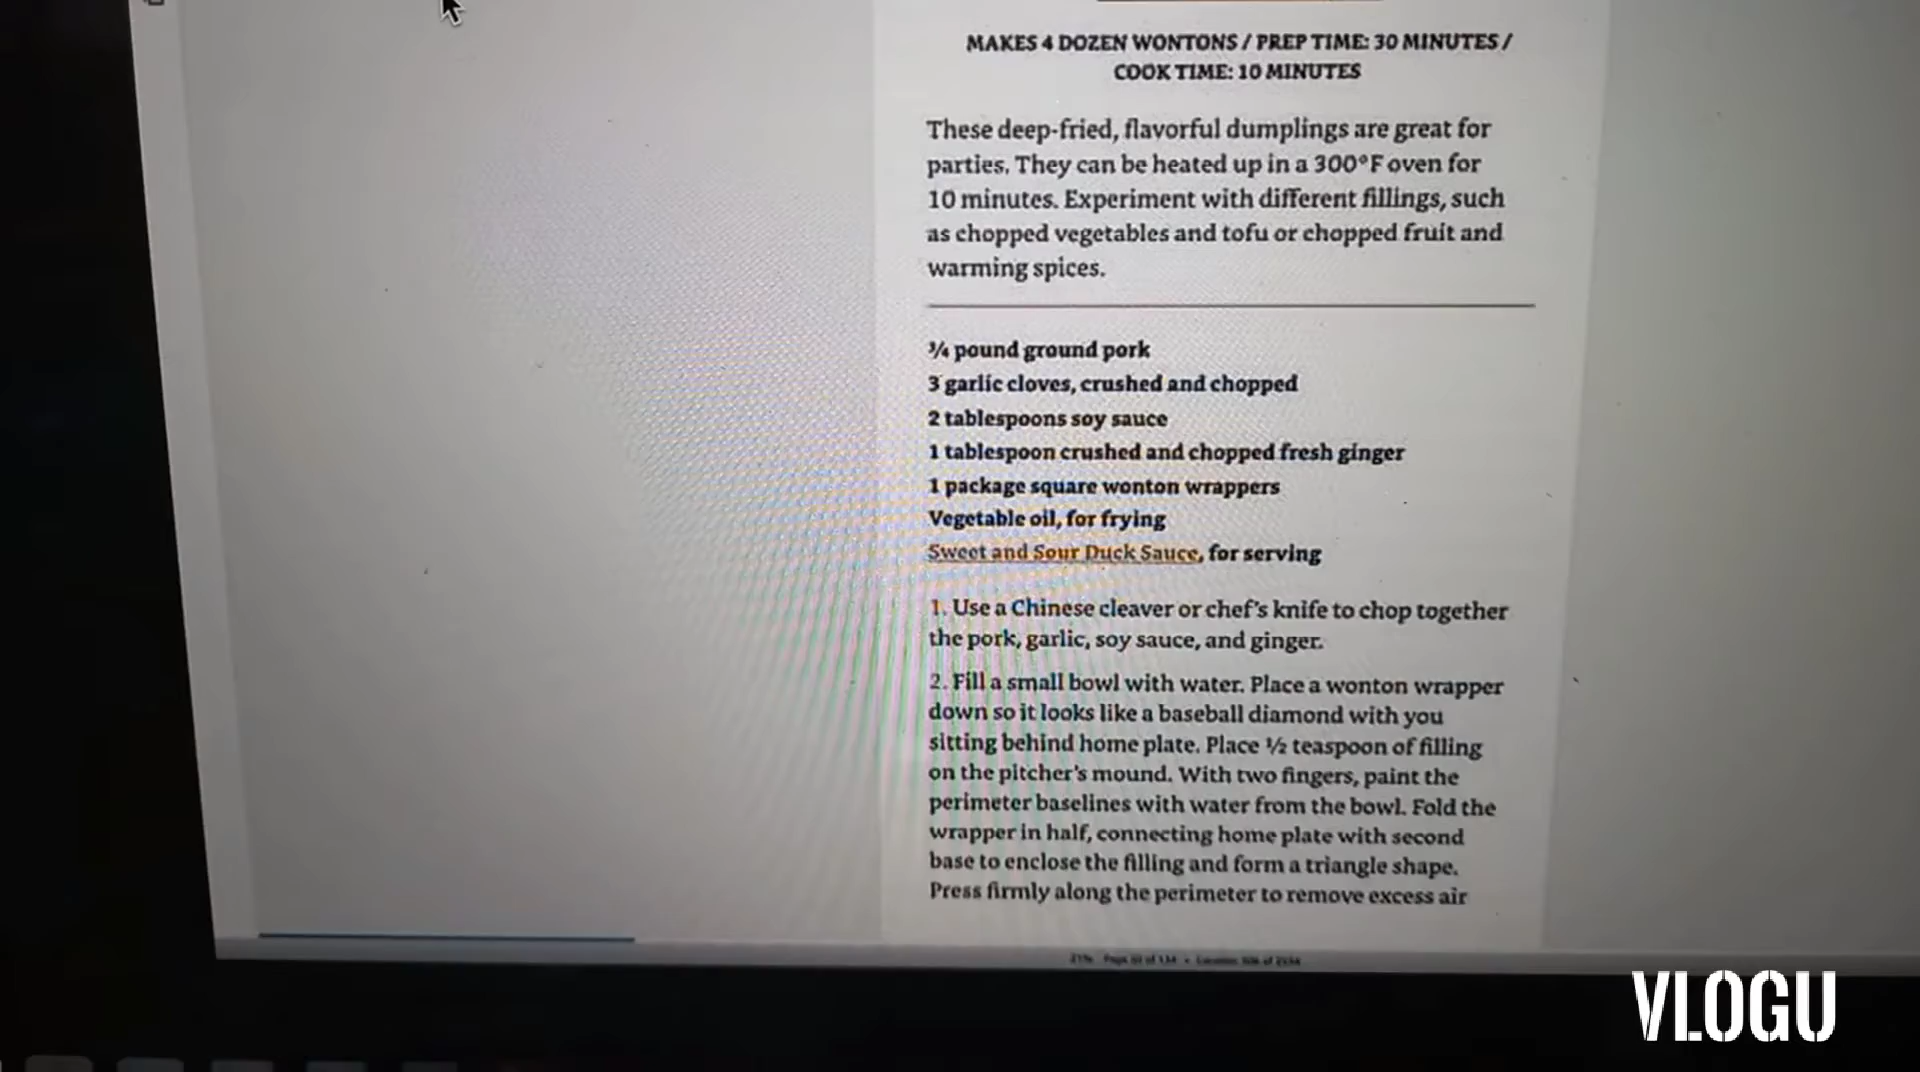 MAKES 4 DOZEN WONTONS / PREP TIME: 30 MINUTES /
COOK TIME: 10 MINUTES
These deep-fried, flavorful dumplings are great for
parties. They can be heated up in a 300°F oven for
10 minutes. Experiment with different fillings, such
as chopped vegetables and tofu or chopped fruit and
warming spices.
¾ pound ground pork
3 garlic cloves, crushed and chopped
2 tablespoons soy sauce
1 tablespoon crushed and chopped fresh ginger
1 package square wonton wrappers
Vegetable oil, for frying
Sweet and Sour Duck Sauce, for serving
1. Use a Chinese cleaver or chef's knife to chop together
the pork, garlic, soy sauce, and ginger.
2. Fill a small bowl with water. Place a wonton wrapper
down so it looks like a baseball diamond with you
sitting behind home plate. Place ½ teaspoon of filling
on the pitcher's mound. With two fingers, paint the
perimeter baselines with water from the bowl. Fold the
wrapper in half, connecting home plate with second
base to enclose the filling and form a triangle shape.
Press firmly along the perimeter to remove excess air
VLOGU